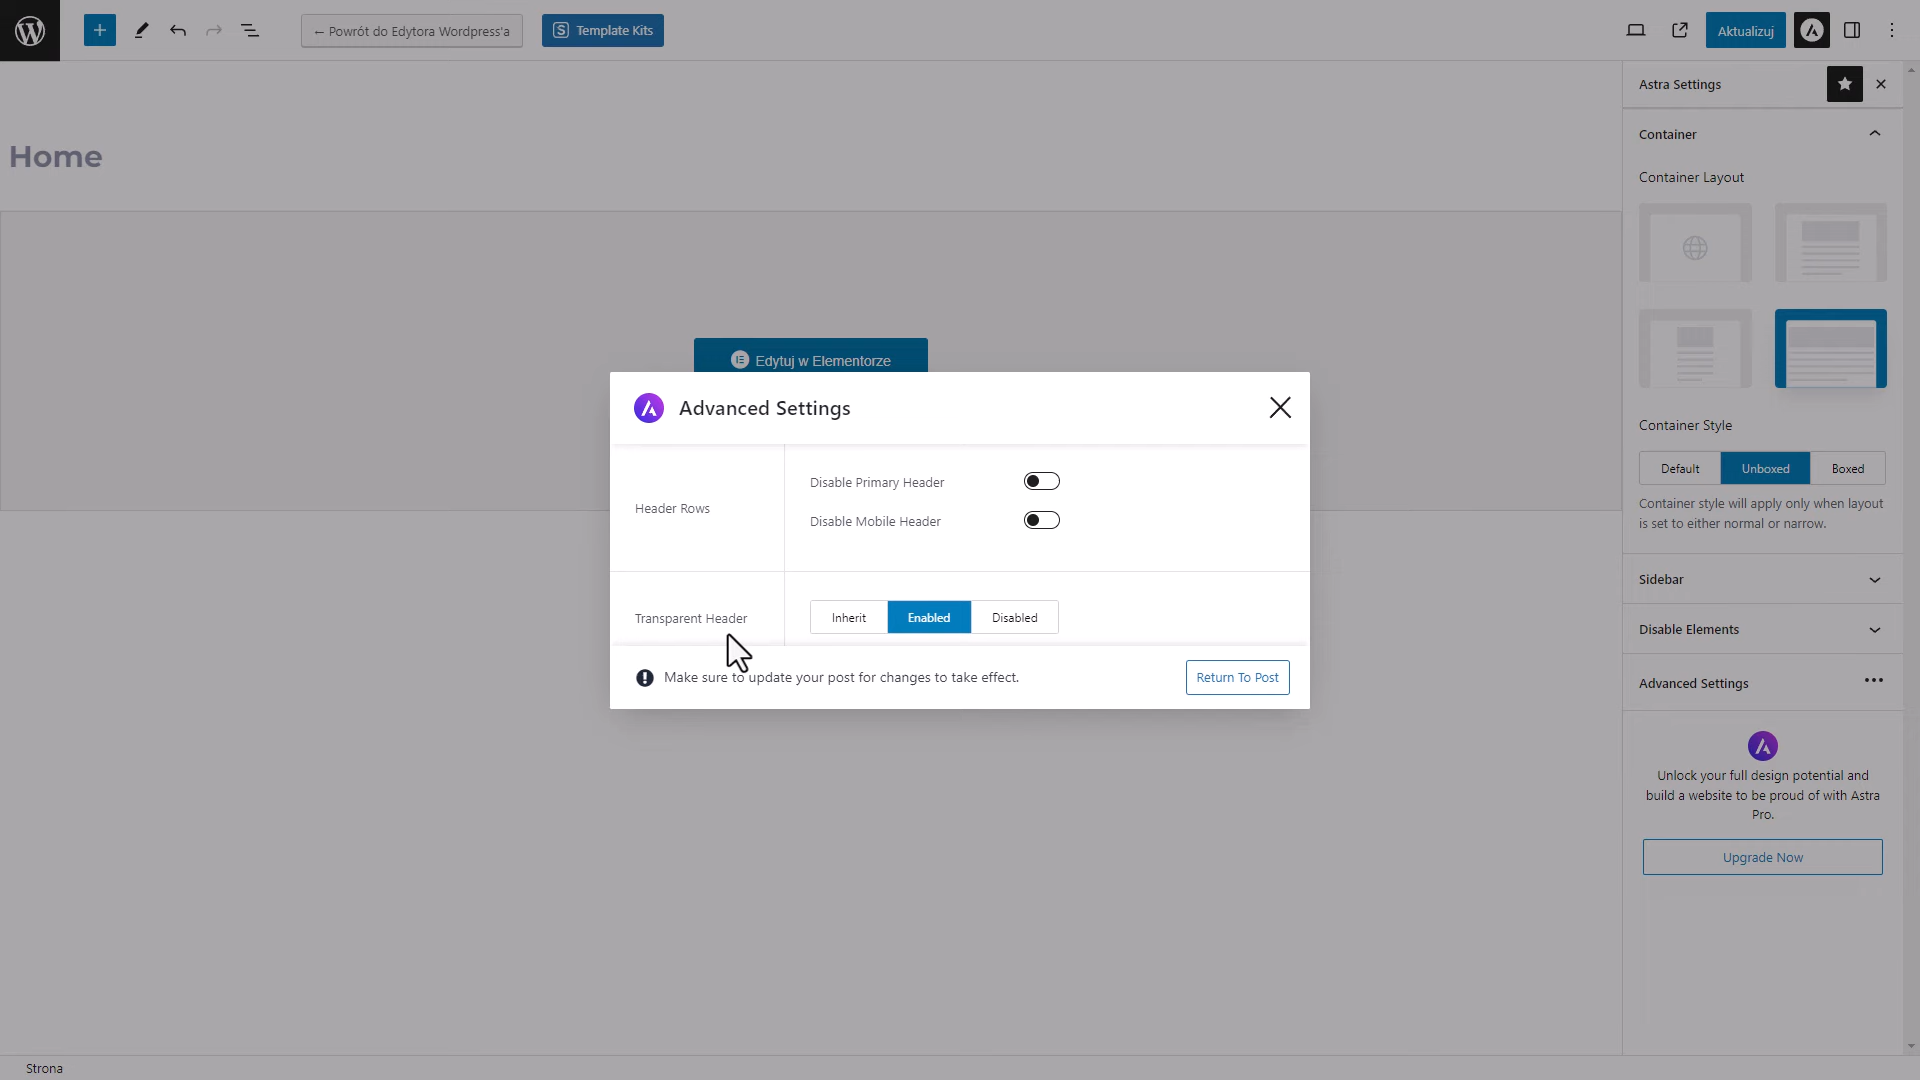 ← Powrót do Edytora Wordpress'a
Template Kits
Aktualizuj
Astra Settings
Home
Container
Container Layout
Edytuj w Elementorze
Advanced Settings
Container Style
Default
Unboxed
Boxed
Container style will apply only when layout
is set to either normal or narrow.
Header Rows
Disable Primary Header
Disable Mobile Header
Transparent Header
Inherit
Enabled
Disabled
Make sure to update your post for changes to take effect.
Return To Post
Sidebar
Disable Elements
Advanced Settings
Unlock your full design potential and
build a website to be proud of with Astra
Pro.
Upgrade Now
Strona